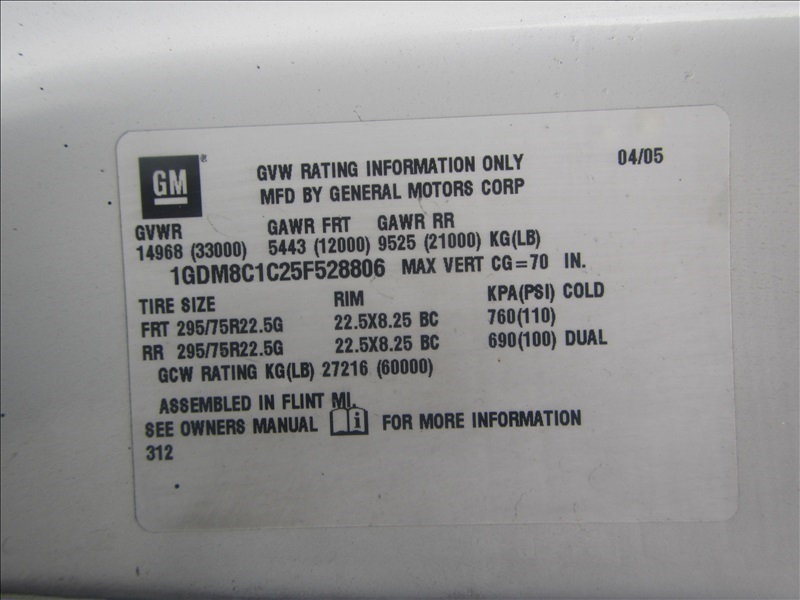 GM ®
GVW RATING INFORMATION ONLY 04/05
MFD BY GENERAL MOTORS CORP
GVWR GAWR FRT GAWR RR
14968 (33000) 5443 (12000) 9525 (21000) KG(LB)
1GDM8C1C25F528806 MAX VERT CG=70 IN.
TIRE SIZE RIM KPA(PSI) COLD
FRT 295/75R22.5G 22.5X8.25 BC 760(110)
RR 295/75R22.5G 22.5X8.25 BC 690(100) DUAL
GCW RATING KG(LB) 27216 (60000)
ASSEMBLED IN FLINT MI.
SEE OWNERS MANUAL i FOR MORE INFORMATION
312